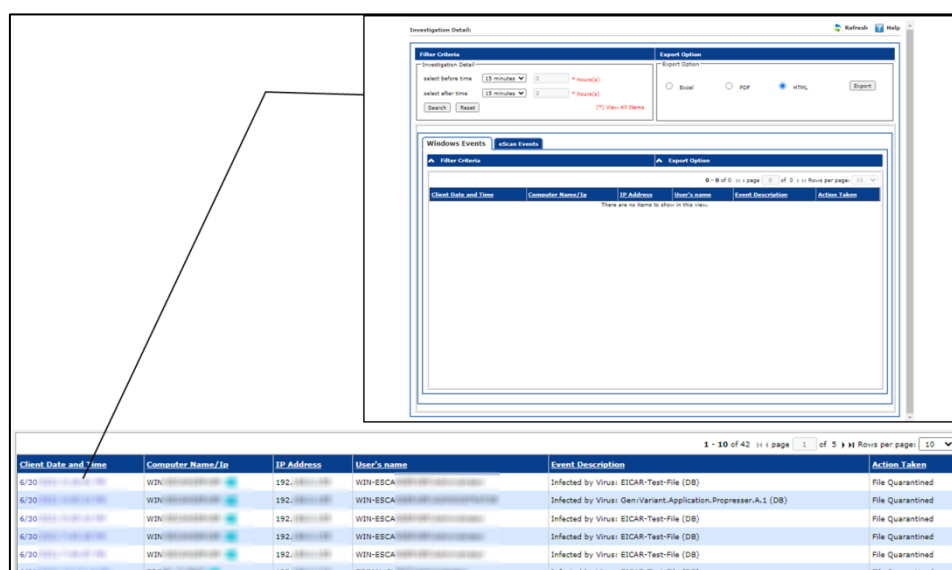 Investigation Detail:
Refresh Help
Filter Criteria
Export Option
Investigation Detail
select before time 15 minutes 2 * hours(s)
select after time 15 minutes 2 * hours(s)
Search Reset
(*) View All Items
Export Option
Excel PDF HTML Export
Windows Events eScan Events
Filter Criteria Export Option
0 - 0 of 0 page 0 of 0 Rows per page: 10
Client Date and Time Computer Name/Ip IP Address User's name Event Description Action Taken
There are no items to show in this view.
1 - 10 of 42 page 1 of 5 Rows per page: 10
Client Date and Time Computer Name/Ip IP Address User's name Event Description Action Taken
6/30 WIN 192. WIN-ESCA Infected by Virus: EICAR-Test-File (DB) File Quarantined
6/30 WIN 192. WIN-ESCA Infected by Virus: Gen:Variant.Application.Propresser.A.1 (DB) File Quarantined
6/30 WIN 192. WIN-ESCA Infected by Virus: EICAR-Test-File (DB) File Quarantined
6/30 WIN 192. WIN-ESCA Infected by Virus: EICAR-Test-File (DB) File Quarantined
6/30 WIN 192. WIN-ESCA Infected by Virus: EICAR-Test-File (DB) File Quarantined